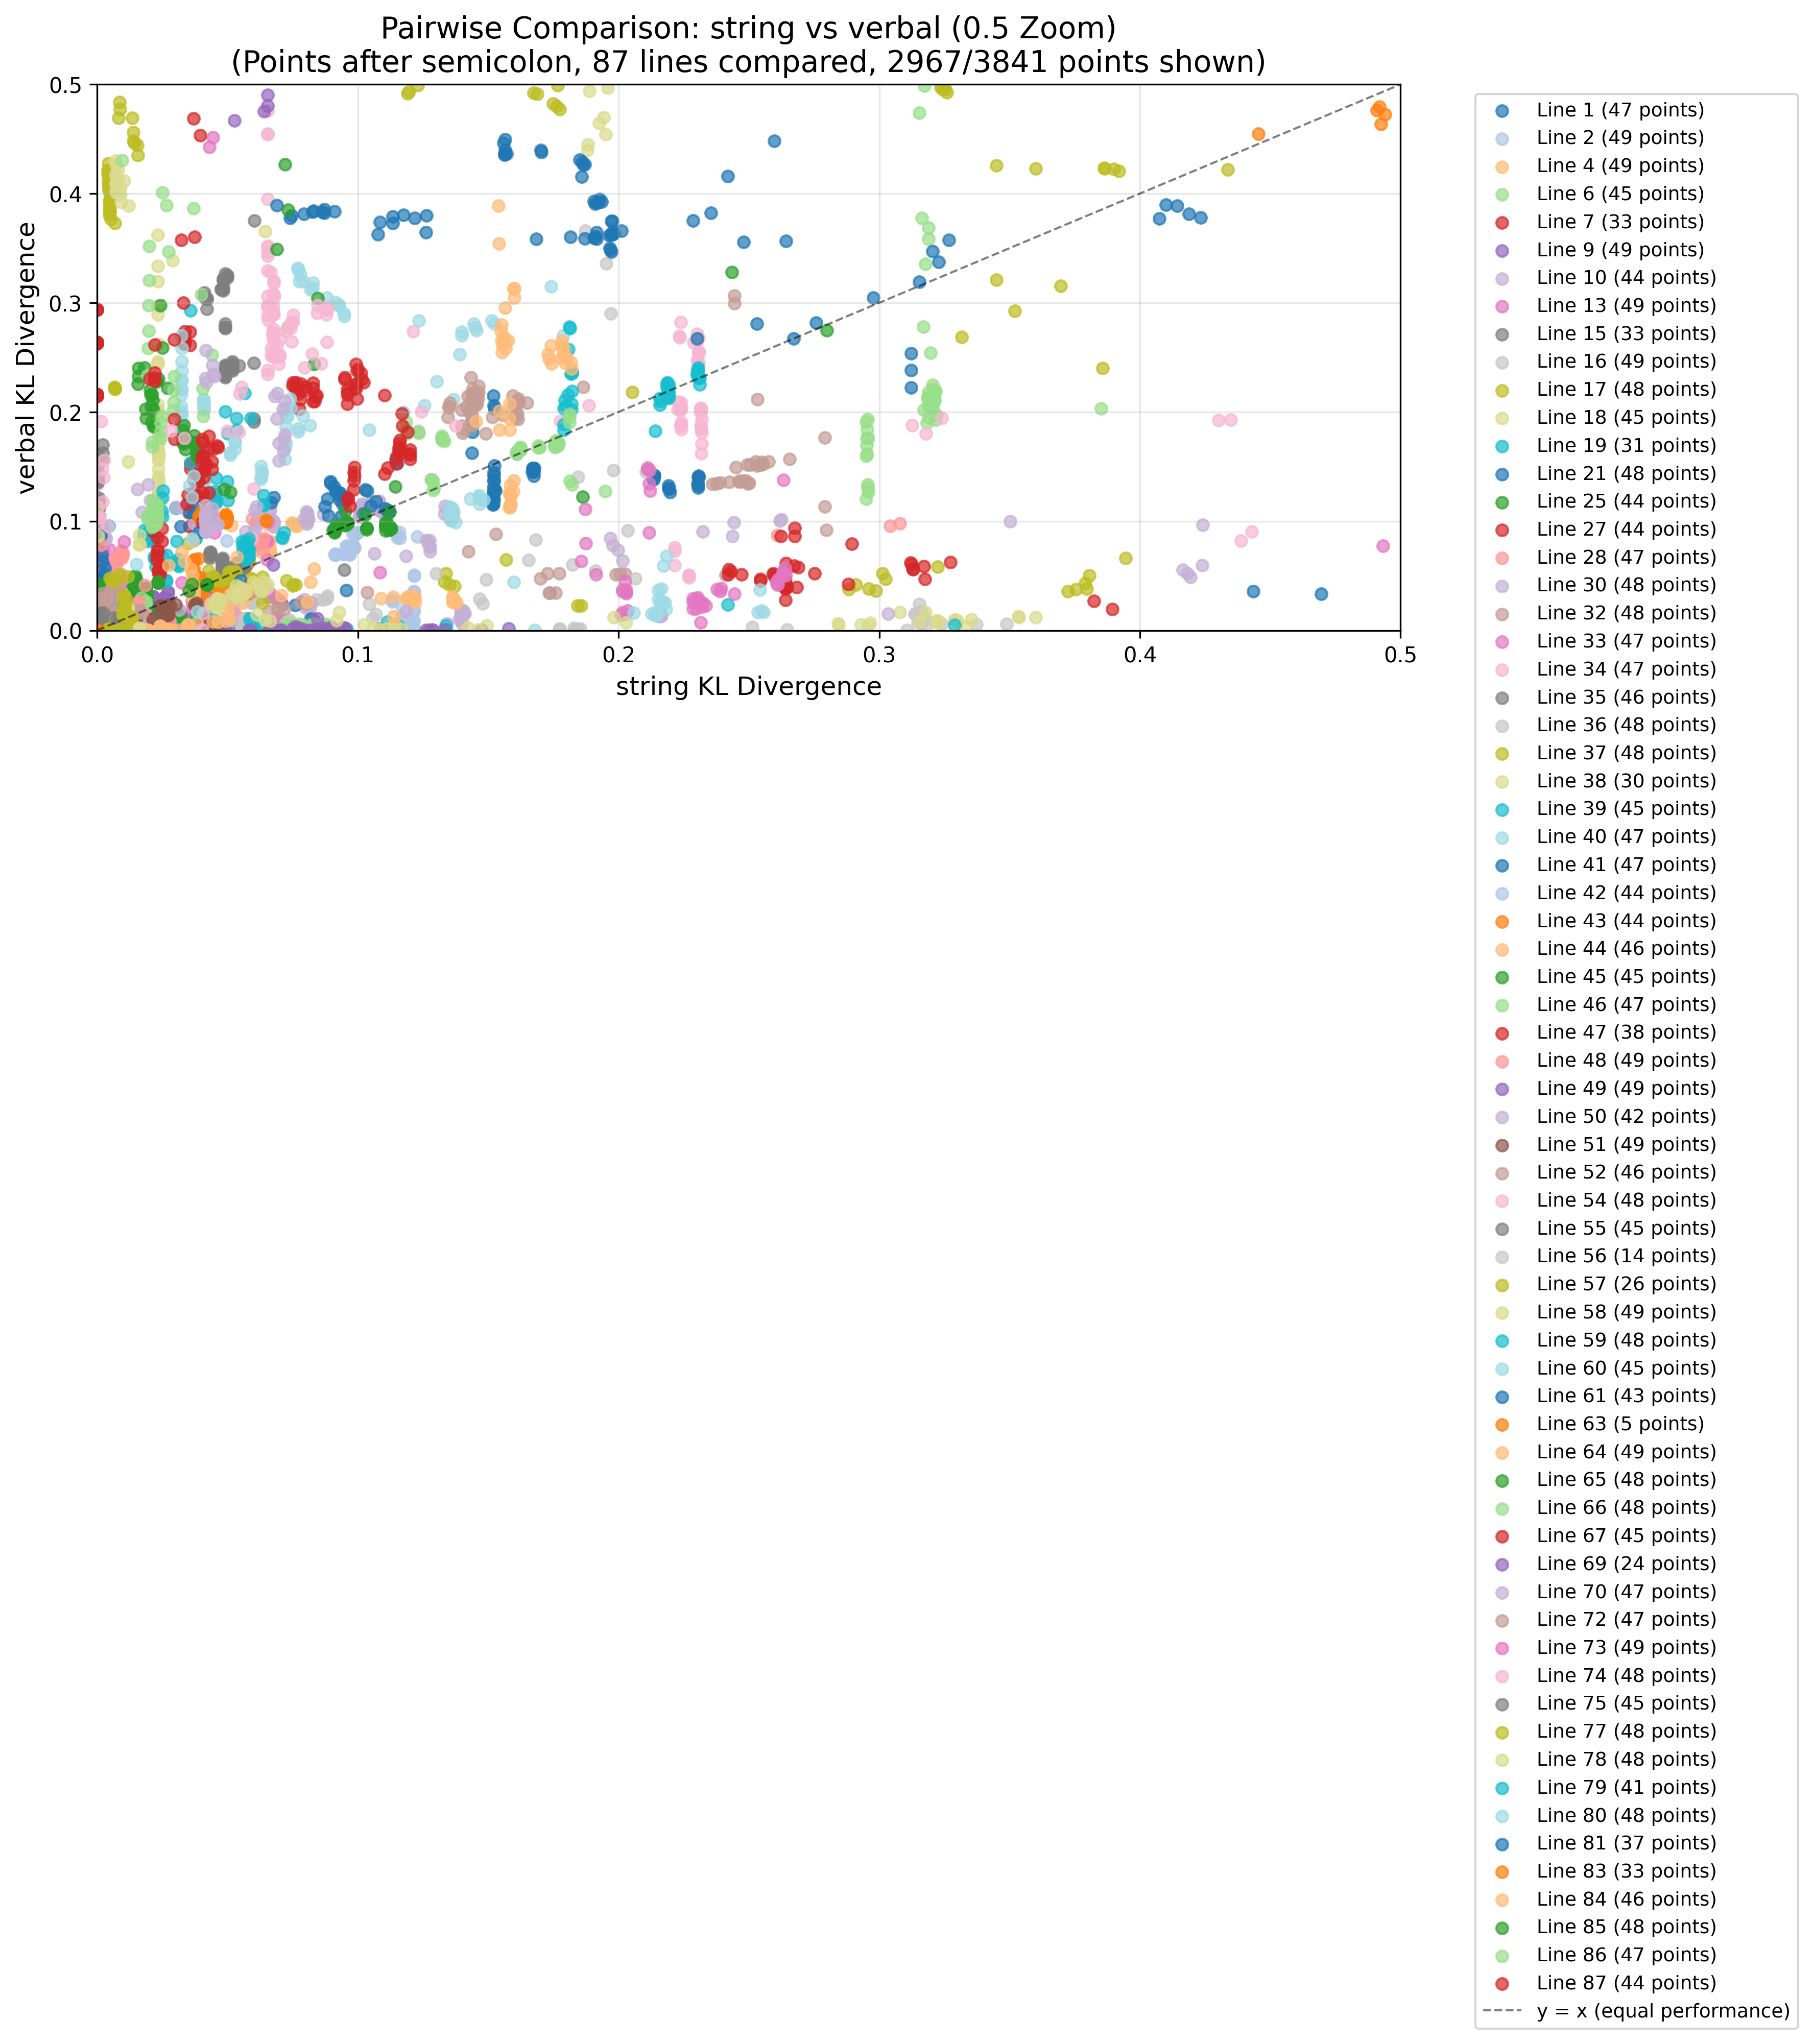 Pairwise Comparison: string vs verbal (0.5 Zoom)
(Points after semicolon, 87 lines compared, 2967/3841 points shown)
0.5
0.4
0.3
0.2
0.1
0.0
verbal KL Divergence
0.0
0.1
0.2
0.3
0.4
0.5
string KL Divergence
Line 1 (47 points)
Line 2 (49 points)
Line 4 (49 points)
Line 6 (45 points)
Line 7 (33 points)
Line 9 (49 points)
Line 10 (44 points)
Line 13 (49 points)
Line 15 (33 points)
Line 16 (49 points)
Line 17 (48 points)
Line 18 (45 points)
Line 19 (31 points)
Line 21 (48 points)
Line 25 (44 points)
Line 27 (44 points)
Line 28 (47 points)
Line 30 (48 points)
Line 32 (48 points)
Line 33 (47 points)
Line 34 (47 points)
Line 35 (46 points)
Line 36 (48 points)
Line 37 (48 points)
Line 38 (30 points)
Line 39 (45 points)
Line 40 (47 points)
Line 41 (47 points)
Line 42 (44 points)
Line 43 (44 points)
Line 44 (46 points)
Line 45 (45 points)
Line 46 (47 points)
Line 47 (38 points)
Line 48 (49 points)
Line 49 (49 points)
Line 50 (42 points)
Line 51 (49 points)
Line 52 (46 points)
Line 54 (48 points)
Line 55 (45 points)
Line 56 (14 points)
Line 57 (26 points)
Line 58 (49 points)
Line 59 (48 points)
Line 60 (45 points)
Line 61 (43 points)
Line 63 (5 points)
Line 64 (49 points)
Line 65 (48 points)
Line 66 (48 points)
Line 67 (45 points)
Line 69 (24 points)
Line 70 (47 points)
Line 72 (47 points)
Line 73 (49 points)
Line 74 (48 points)
Line 75 (45 points)
Line 77 (48 points)
Line 78 (48 points)
Line 79 (41 points)
Line 80 (48 points)
Line 81 (37 points)
Line 83 (33 points)
Line 84 (46 points)
Line 85 (48 points)
Line 86 (47 points)
Line 87 (44 points)
y = x (equal performance)